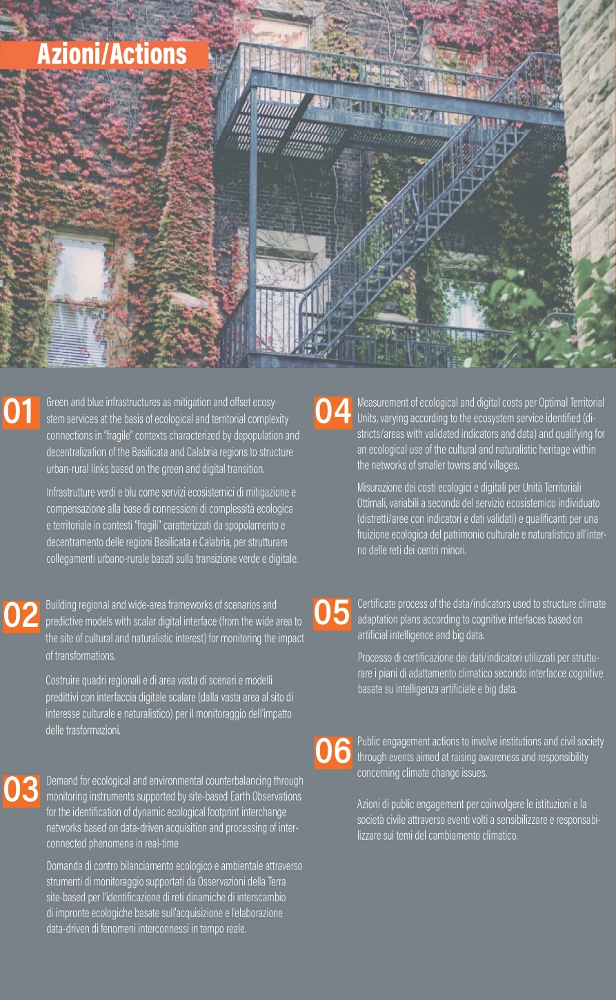 Azioni/Actions
01
Green and blue infrastructures as mitigation and offset ecosy-
stem services at the basis of ecological and territorial complexity
connections in "fragile" contexts characterized by depopulation and
decentralization of the Basilicata and Calabria regions to structure
urban-rural links based on the green and digital transition.
Infrastrutture verdi e blu come servizi ecosistemici di mitigazione e
compensazione alla base di connessioni di complessità ecologica
e territoriale in contesti "fragili" caratterizzati da spopolamento e
decentramento delle regioni Basilicata e Calabria, per strutturare
collegamenti urbano-rurale basati sulla transizione verde e digitale.
02
Building regional and wide-area frameworks of scenarios and
predictive models with scalar digital interface (from the wide area to
the site of cultural and naturalistic interest) for monitoring the impact
of transformations.
Costruire quadri regionali e di area vasta di scenari e modelli
predittivi con interfaccia digitale scalare (dalla vasta area al sito di
interesse culturale e naturalistico) per il monitoraggio dell'impatto
delle trasformazioni.
03
Demand for ecological and environmental counterbalancing through
monitoring instruments supported by site-based Earth Observations
for the identification of dynamic ecological footprint interchange
networks based on data-driven acquisition and processing of inter-
connected phenomena in real-time
Domanda di contro bilanciamento ecologico e ambientale attraverso
strumenti di monitoraggio supportati da Osservazioni della Terra
site-based per l'identificazione di reti dinamiche di interscambio
di impronte ecologiche basate sull'acquisizione e l'elaborazione
data-driven di fenomeni interconnessi in tempo reale.
04
Measurement of ecological and digital costs per Optimal Territorial
Units, varying according to the ecosystem service identified (di-
stricts/areas with validated indicators and data) and qualifying for
an ecological use of the cultural and naturalistic heritage within
the networks of smaller towns and villages.
Misurazione dei costi ecologici e digitali per Unità Territoriali
Ottimali, variabili a seconda del servizio ecosistemico individuato
(distretti/aree con indicatori e dati validati) e qualificanti per una
fruizione ecologica del patrimonio culturale e naturalistico all'inter-
no delle reti dei centri minori.
05
Certificate process of the data/indicators used to structure climate
adaptation plans according to cognitive interfaces based on
artificial intelligence and big data.
Processo di certificazione dei dati/indicatori utilizzati per struttu-
rare i piani di adattamento climatico secondo interfacce cognitive
basate su intelligenza artificiale e big data.
06
Public engagement actions to involve institutions and civil society
through events aimed at raising awareness and responsibility
concerning climate change issues.
Azioni di public engagement per coinvolgere le istituzioni e la
società civile attraverso eventi volti a sensibilizzare e responsabi-
lizzare sui temi del cambiamento climatico.